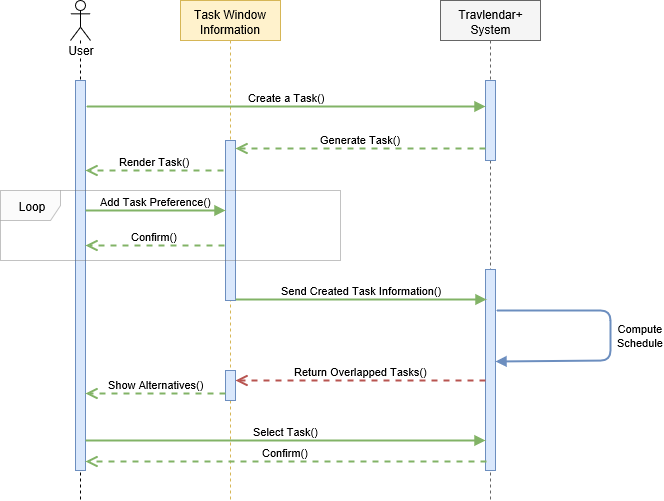 Task Window
Information
Travlendar+
System
User
Create a Task()
Generate Task()
Render Task()
Loop
Add Task Preference()
Confirm()
Send Created Task Information()
Compute
Schedule
Return Overlapped Tasks()
Show Alternatives()
Select Task()
Confirm()